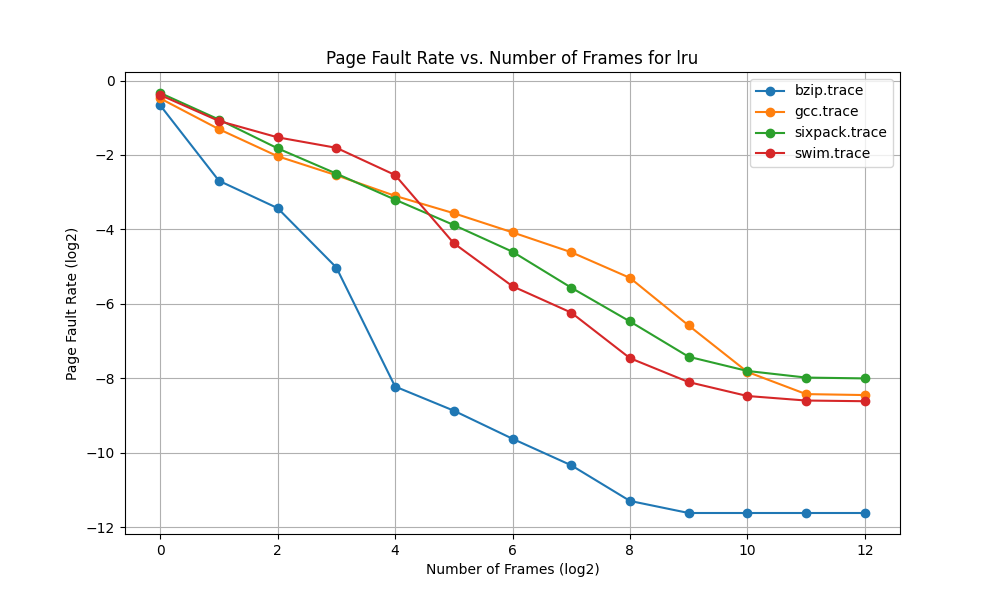 Page Fault Rate vs. Number of Frames for lru
bzip.trace
gcc.trace
sixpack.trace
swim.trace
Page Fault Rate (log2)
0
−2
−4
−6
−8
−10
−12
0 2 4 6 8 10 12
Number of Frames (log2)